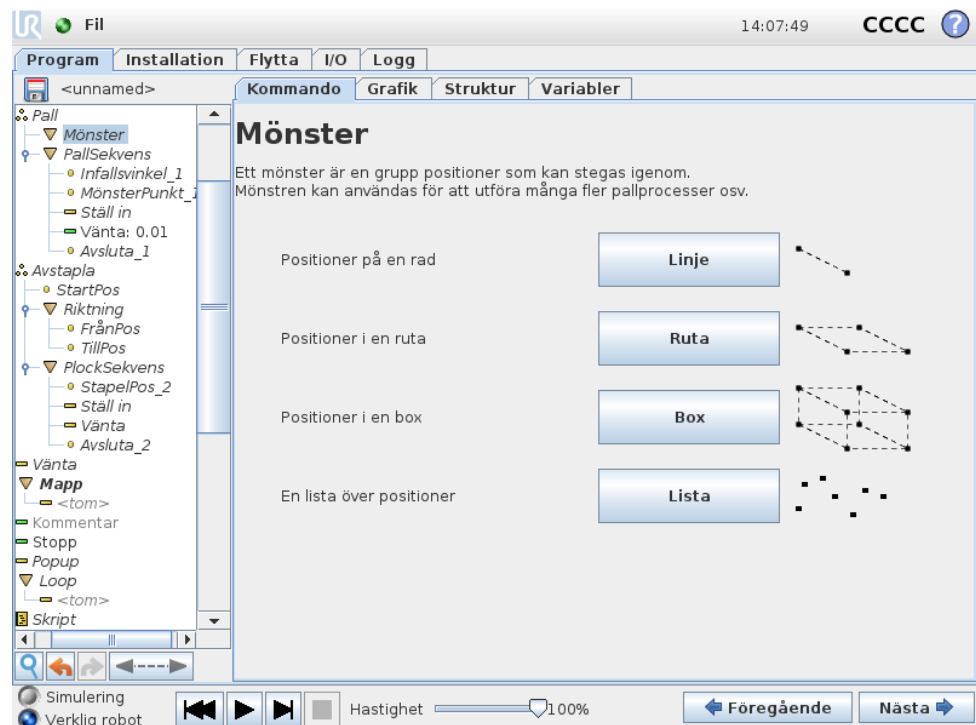 UR Fil 14:07:49 CCCC ?
Program Installation Flytta I/O Logg
<unnamed>
Kommando Grafik Struktur Variabler
Pall
Mönster
PallSekvens
Infallsvinkel_1
MönsterPunkt_1
Ställ in
Vänta: 0.01
Avsluta_1
Avstapla
StartPos
Riktning
FrånPos
TillPos
PlockSekvens
StapelPos_2
Ställ in
Vänta
Avsluta_2
Vänta
Mapp
<tom>
Kommentar
Stopp
Popup
Loop
<tom>
Skript
Mönster
Ett mönster är en grupp positioner som kan stegas igenom.
Mönstren kan användas för att utföra många fler pallprocesser osv.
Positioner på en rad Linje
Positioner i en ruta Ruta
Positioner i en box Box
En lista över positioner Lista
Simulering
Verklig robot
Hastighet 100%
Föregående Nästa